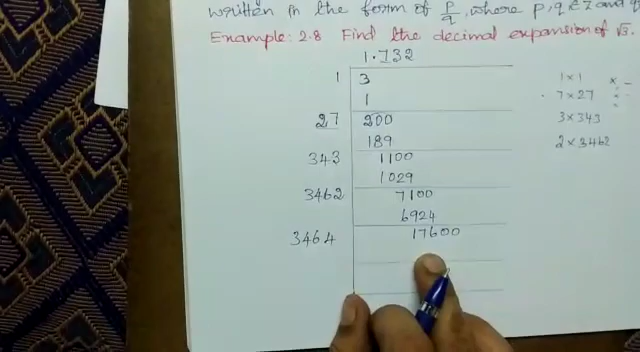 written in the form of p/q, where p, q ∈ Z and q
Example: 2.8 Find the decimal expansion of √3.
1.732
1 3
1
27 200
189
343 1100
1029
3462 7100
6924
3464 17600
1 x 1
7 x 27
3 x 343
2 x 3462